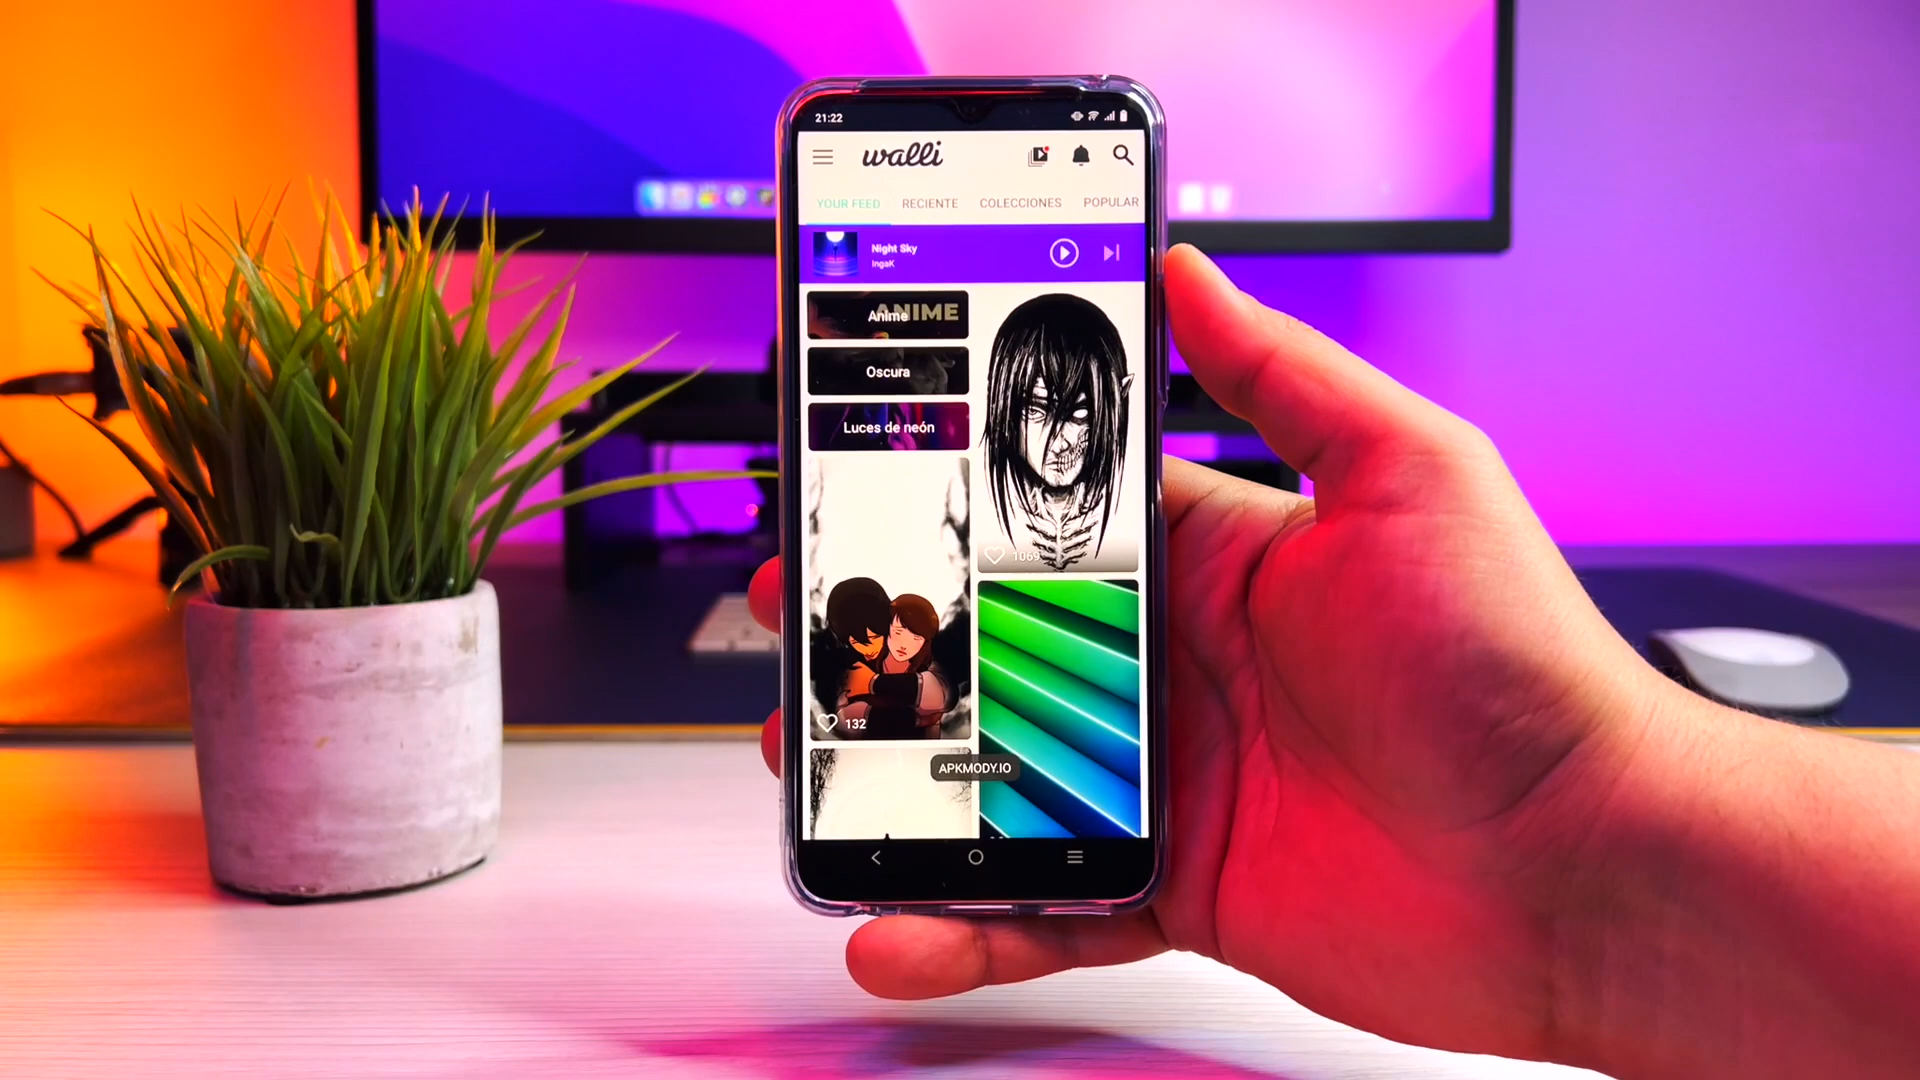 21:22
walli
YOUR FEED RECIENTE COLECCIONES POPULAR
Night Sky
IngaK
ANIME
Anime
Oscura
Luces de neón
1069
132
APKMODY.IO